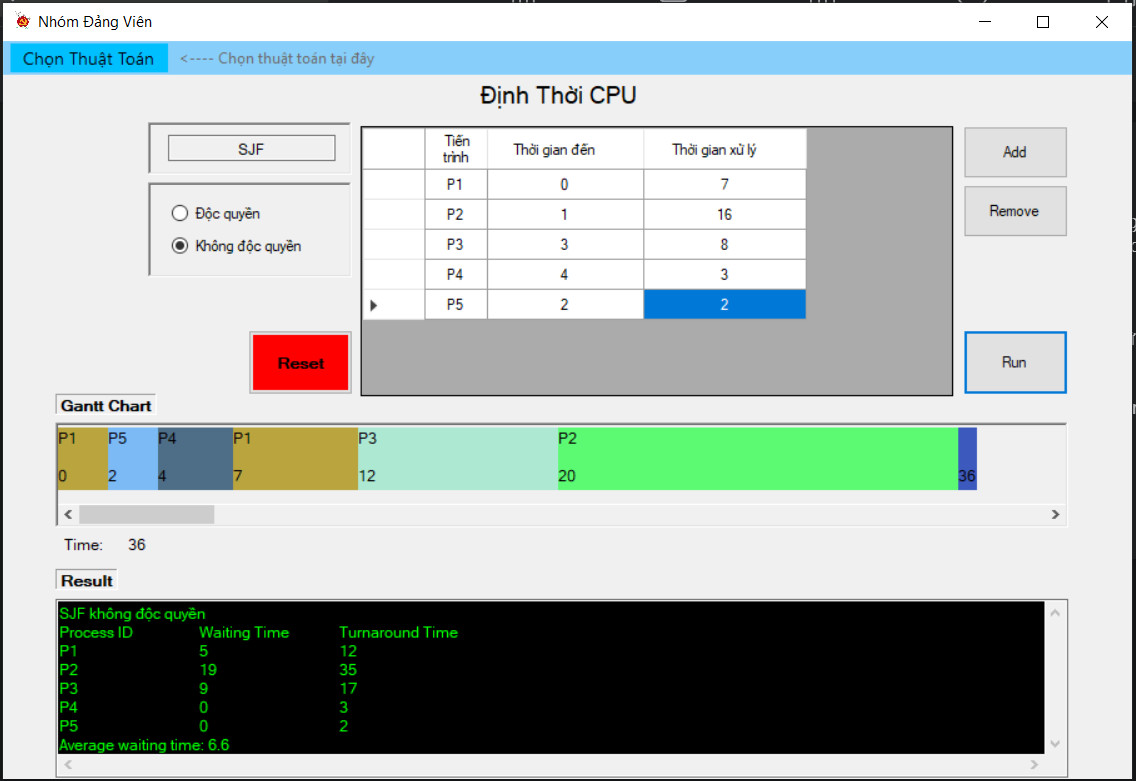 Nhóm Đảng Viên
Chọn Thuật Toán <---- Chọn thuật toán tại đây
Định Thời CPU
SJF
Độc quyền
Không độc quyền
Tiến trình Thời gian đến Thời gian xử lý
P1 0 7
P2 1 16
P3 3 8
P4 4 3
P5 2 2
Add
Remove
Reset
Run
Gantt Chart
P1 P5 P4 P1 P3 P2
0 2 4 7 12 20 36
Time: 36
Result
SJF không độc quyền
Process ID Waiting Time Turnaround Time
P1 5 12
P2 19 35
P3 9 17
P4 0 3
P5 0 2
Average waiting time: 6.6